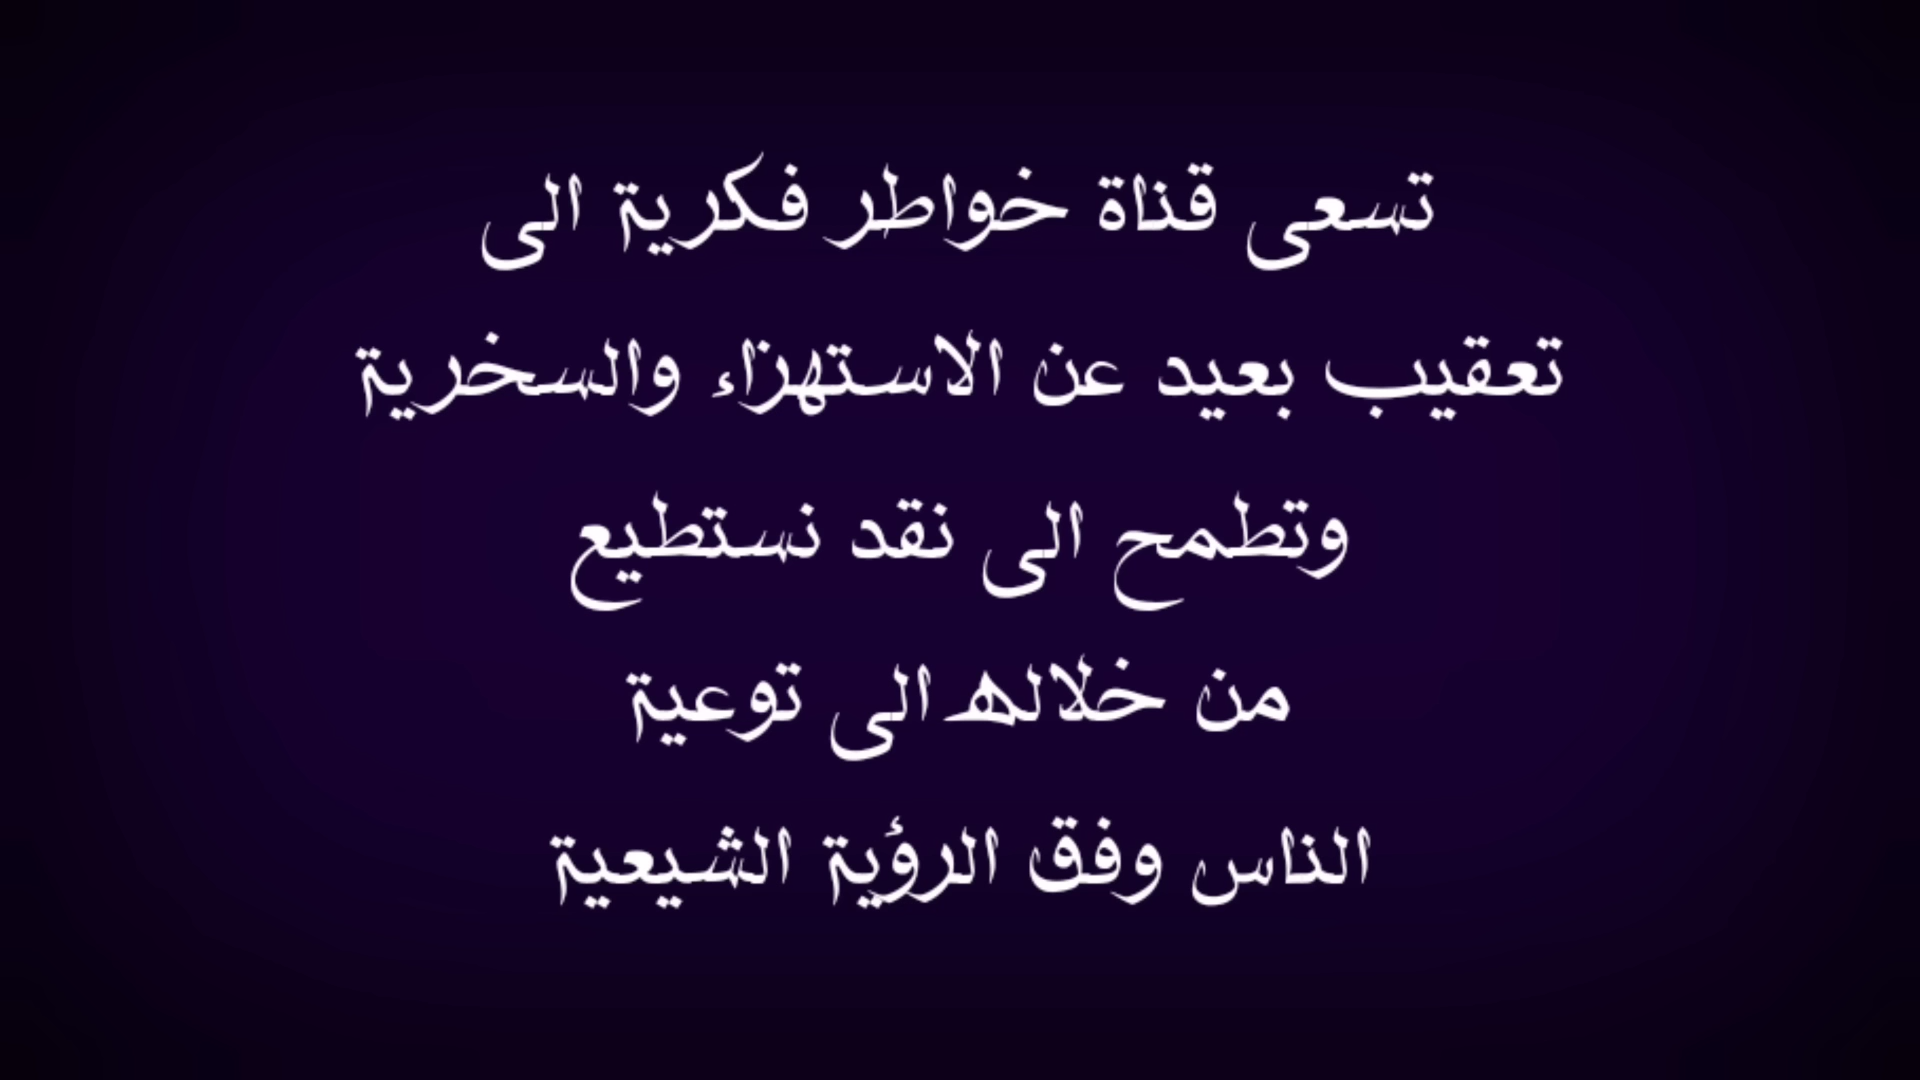 تسعى قناة خواطر فكرية الى
تعقيب بعيد عن الاستهزاء والسخرية
وتطمح الى نقد نستطيع
من خلاله الى توعية
الناس وفق الرؤية الشيعية